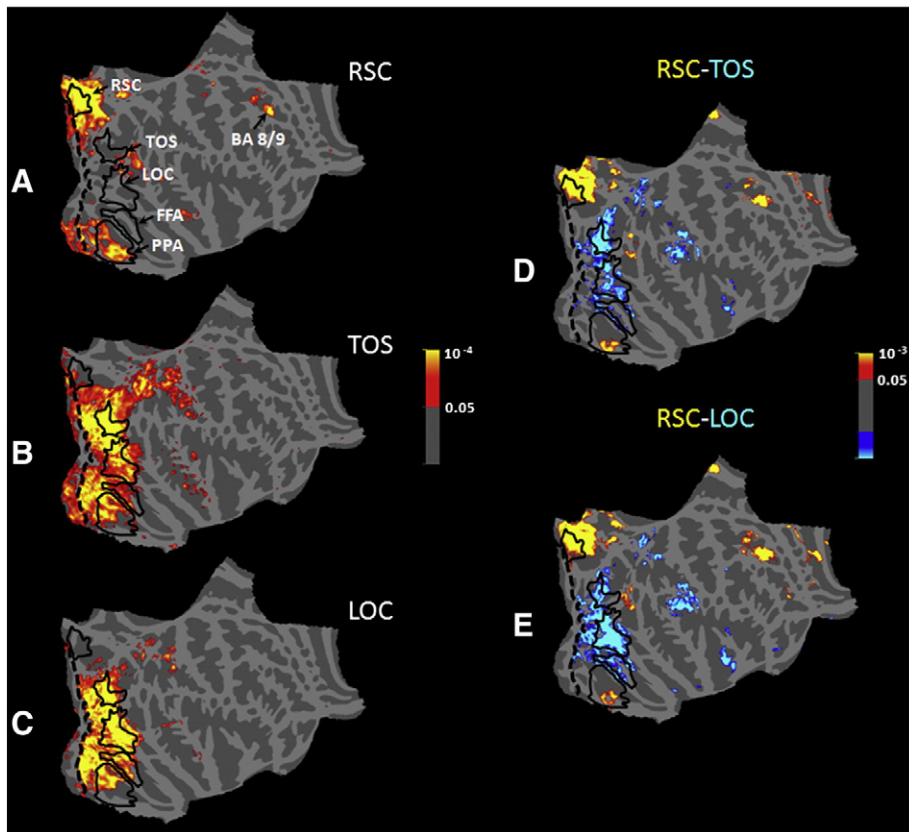 RSC
RSC
BA 8/9
TOS
LOC
FFA
PPA
A
TOS
10-4
0.05
B
LOC
C
RSC-TOS
D
10-3
0.05
RSC-LOC
E